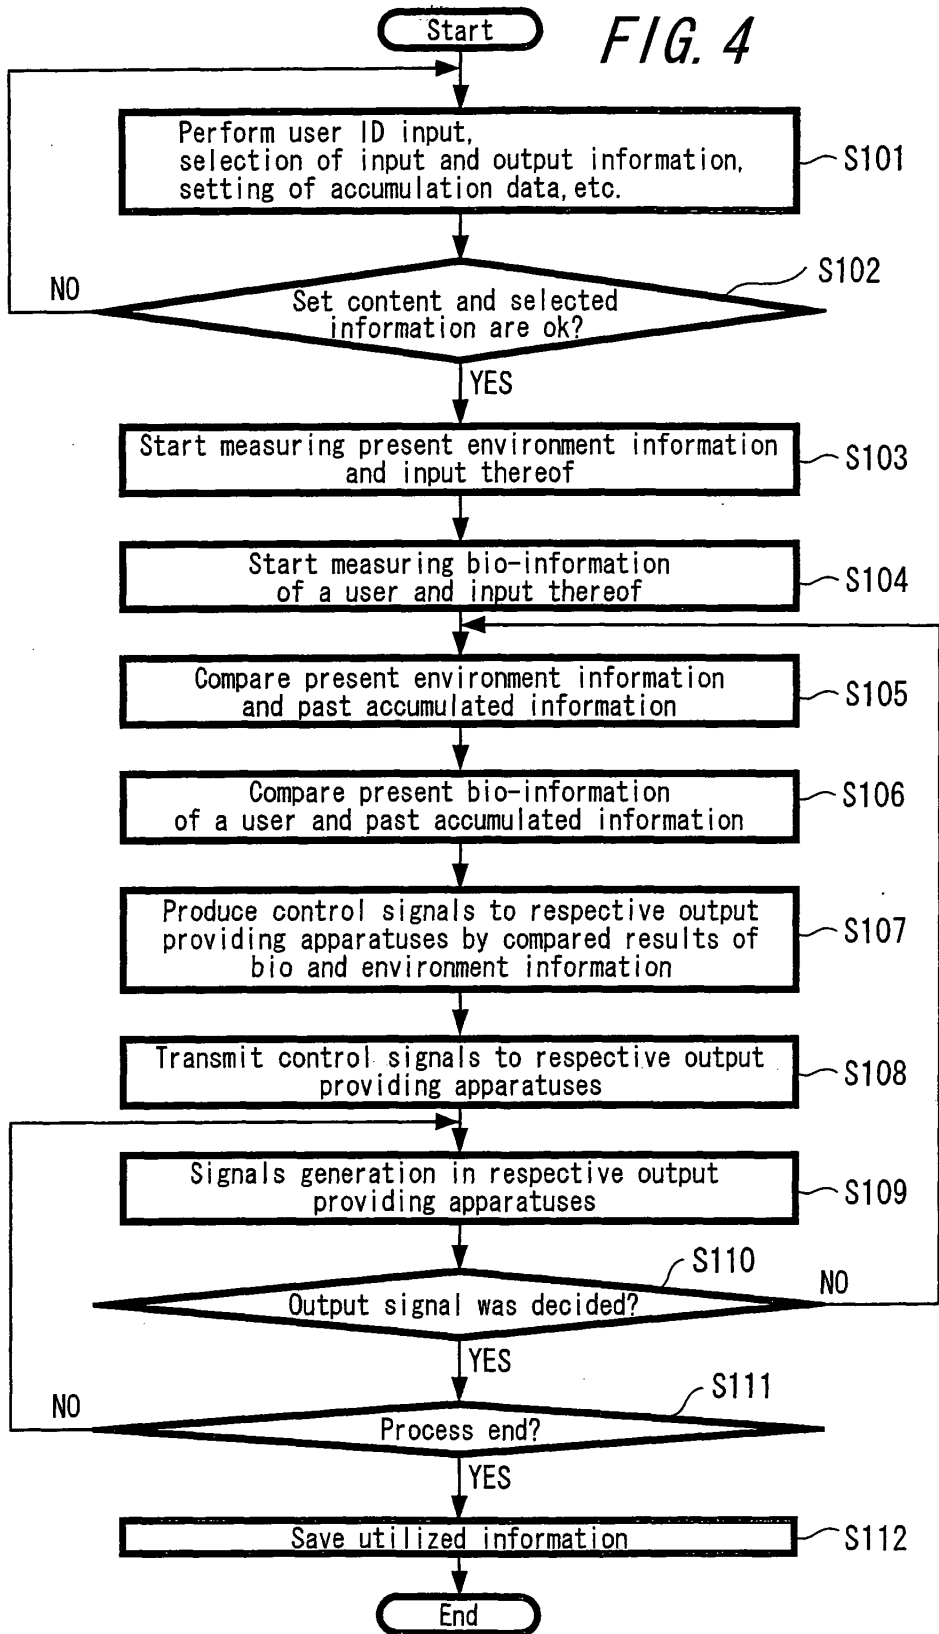 Start
FIG. 4
Perform user ID input,
selection of input and output information,
setting of accumulation data, etc.
S101
S102
NO
Set content and selected
information are ok?
YES
Start measuring present environment information
and input thereof
S103
Start measuring bio-information
of a user and input thereof
S104
Compare present environment information
and past accumulated information
S105
Compare present bio-information
of a user and past accumulated information
S106
Produce control signals to respective output
providing apparatuses by compared results of
bio and environment information
S107
Transmit control signals to respective output
providing apparatuses
S108
Signals generation in respective output
providing apparatuses
S109
S110
NO
Output signal was decided?
YES
S111
NO
Process end?
YES
Save utilized information
S112
End